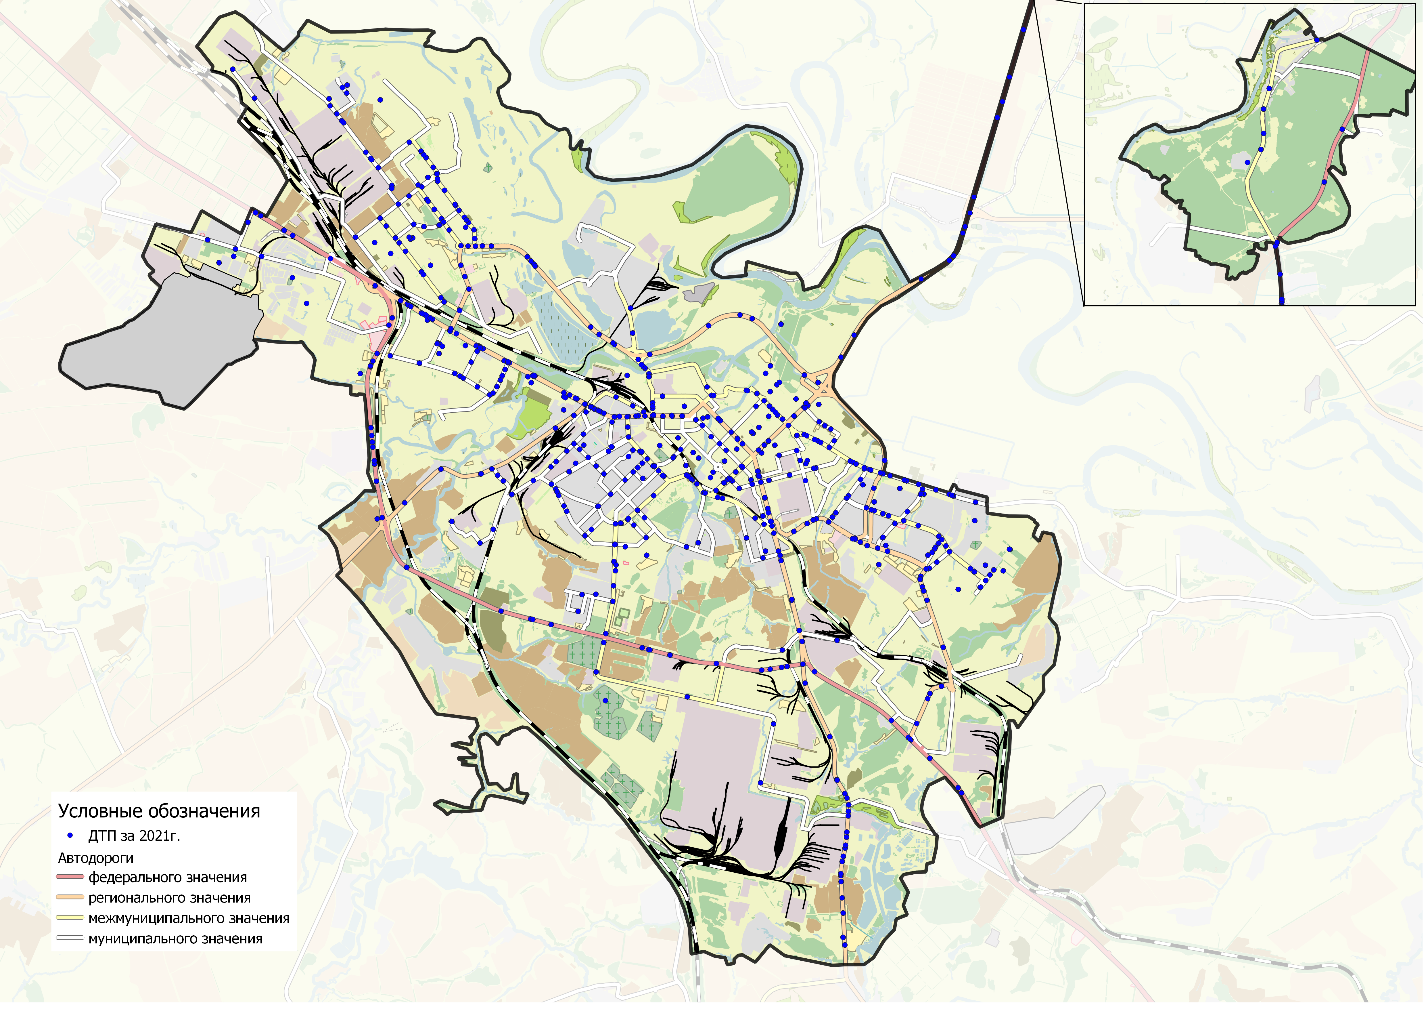 Условные обозначения
ДТП за 2021г.
Автодороги
федерального значения
регионального значения
межмуниципального значения
муниципального значения